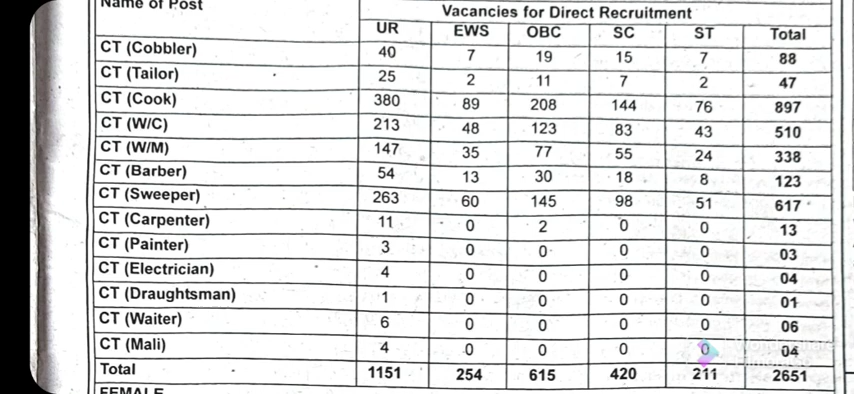 Name of Post Vacancies for Direct Recruitment
UR EWS OBC SC ST Total
CT (Cobbler) 40 7 19 15 7 88
CT (Tailor) 25 2 11 7 2 47
CT (Cook) 380 89 208 144 76 897
CT (W/C) 213 48 123 83 43 510
CT (W/M) 147 35 77 55 24 338
CT (Barber) 54 13 30 18 8 123
CT (Sweeper) 263 60 145 98 51 617
CT (Carpenter) 11 0 2 0 0 13
CT (Painter) 3 0 0 0 0 03
CT (Electrician) 4 0 0 0 0 04
CT (Draughtsman) 1 0 0 0 0 01
CT (Waiter) 6 0 0 0 0 06
CT (Mali) 4 0 0 0 0 04
Total 1151 254 615 420 211 2651
FEMALE